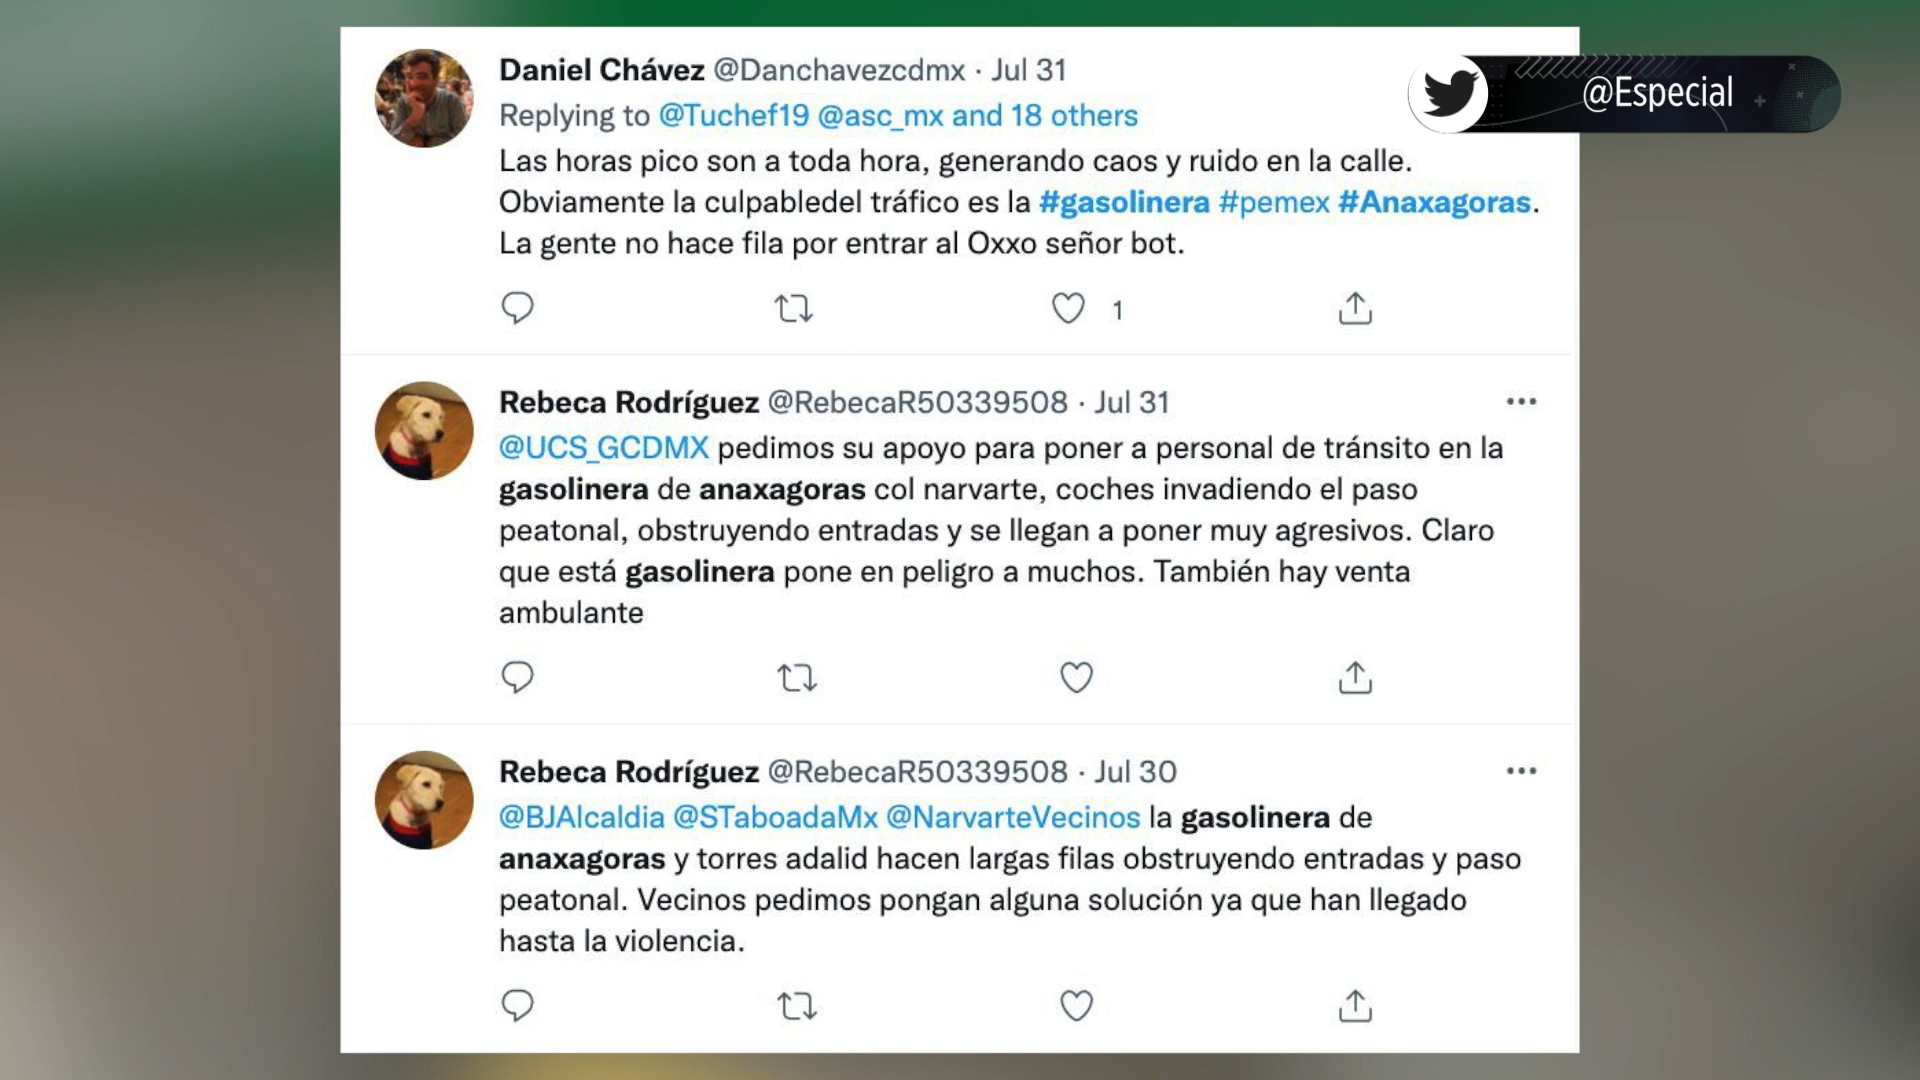 Daniel Chávez @Danchavezcdmx · Jul 31
@Especial
Replying to @Tuchef19 @asc_mx and 18 others
Las horas pico son a toda hora, generando caos y ruido en la calle.
Obviamente la culpabledel tráfico es la #gasolinera #pemex #Anaxagoras.
La gente no hace fila por entrar al Oxxo señor bot.
1
Rebeca Rodríguez @RebecaR50339508 · Jul 31
@UCS_GCDMX pedimos su apoyo para poner a personal de tránsito en la
gasolinera de anaxagoras col narvarte, coches invadiendo el paso
peatonal, obstruyendo entradas y se llegan a poner muy agresivos. Claro
que está gasolinera pone en peligro a muchos. También hay venta
ambulante
Rebeca Rodríguez @RebecaR50339508 · Jul 30
@BJAlcaldia @STaboadaMx @NarvarteVecinos la gasolinera de
anaxagoras y torres adalid hacen largas filas obstruyendo entradas y paso
peatonal. Vecinos pedimos pongan alguna solución ya que han llegado
hasta la violencia.